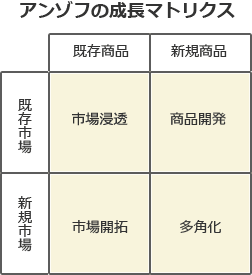 アンゾフの成長マトリクス
既存商品 新規商品
既存市場 市場浸透 商品開発
新規市場 市場開拓 多角化